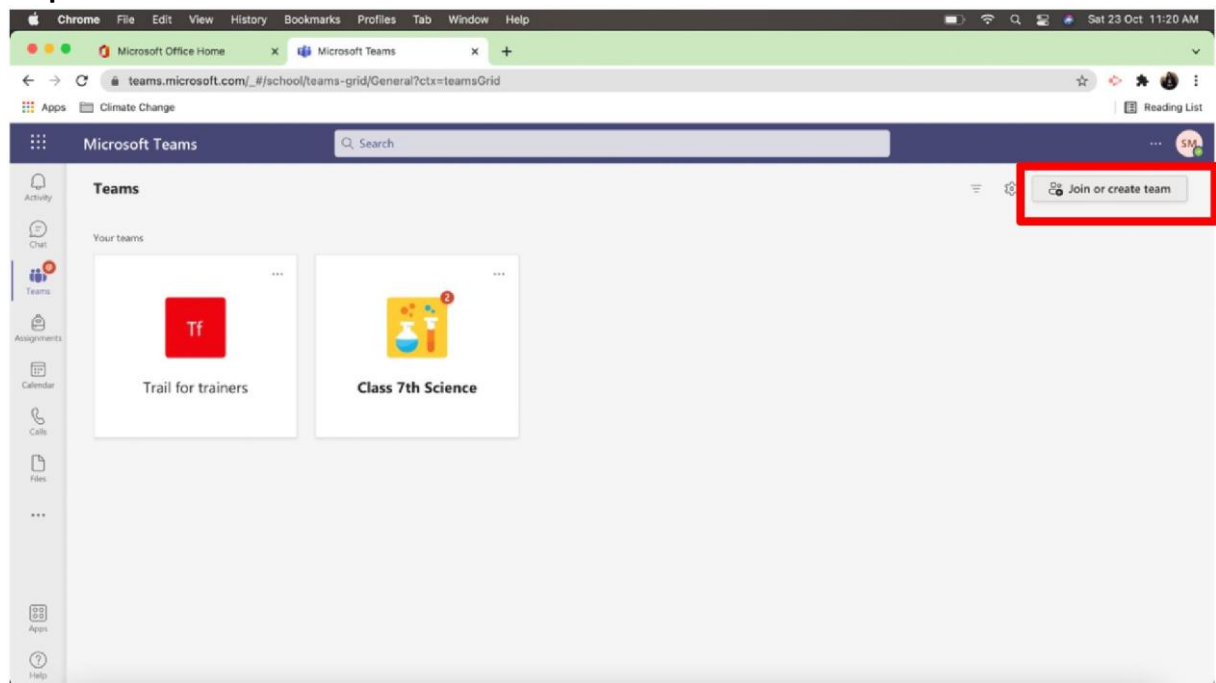 Chrome File Edit View History Bookmarks Profiles Tab Window Help Sat 23 Oct 11:20 AM
Microsoft Office Home Microsoft Teams
teams.microsoft.com/_#/school/teams-grid/General?ctx=teamsGrid
Apps Climate Change Reading List
Microsoft Teams Search ... SM
Activity
Teams Join or create team
Chat
Your teams
Teams
Tf 2
Assignments
Trail for trainers Class 7th Science
Calendar
Calls
Files
Apps
Help